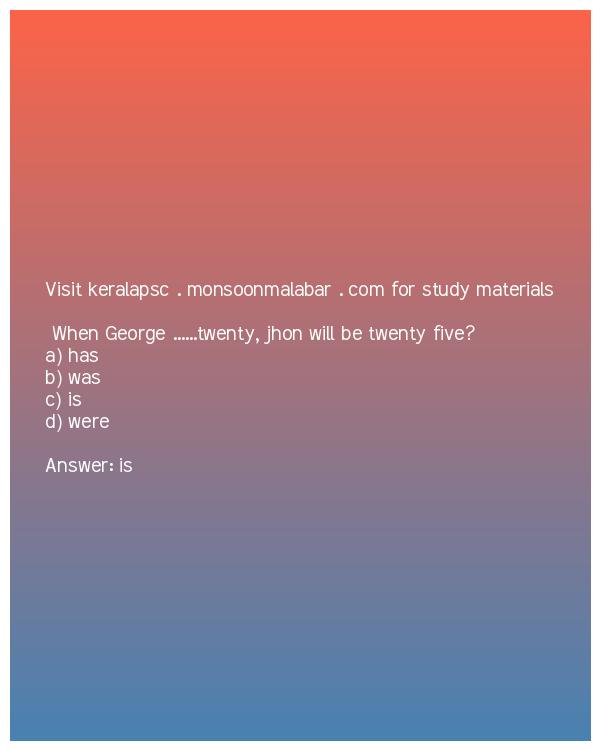 Visit keralapsc . monsoonmalabar . com for study materials
When George ......twenty, jhon will be twenty five?
a) has
b) was
c) is
d) were
Answer: is